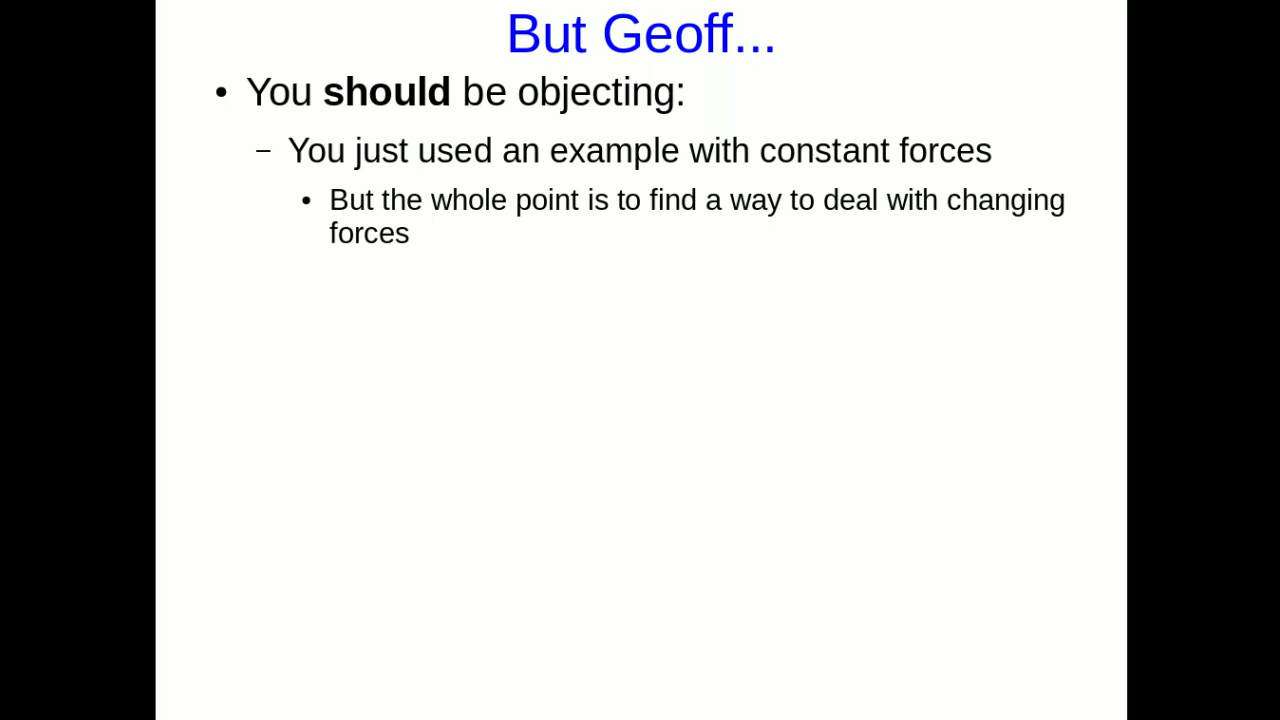 But Geoff...
• You should be objecting:
– You just used an example with constant forces
• But the whole point is to find a way to deal with changing
forces